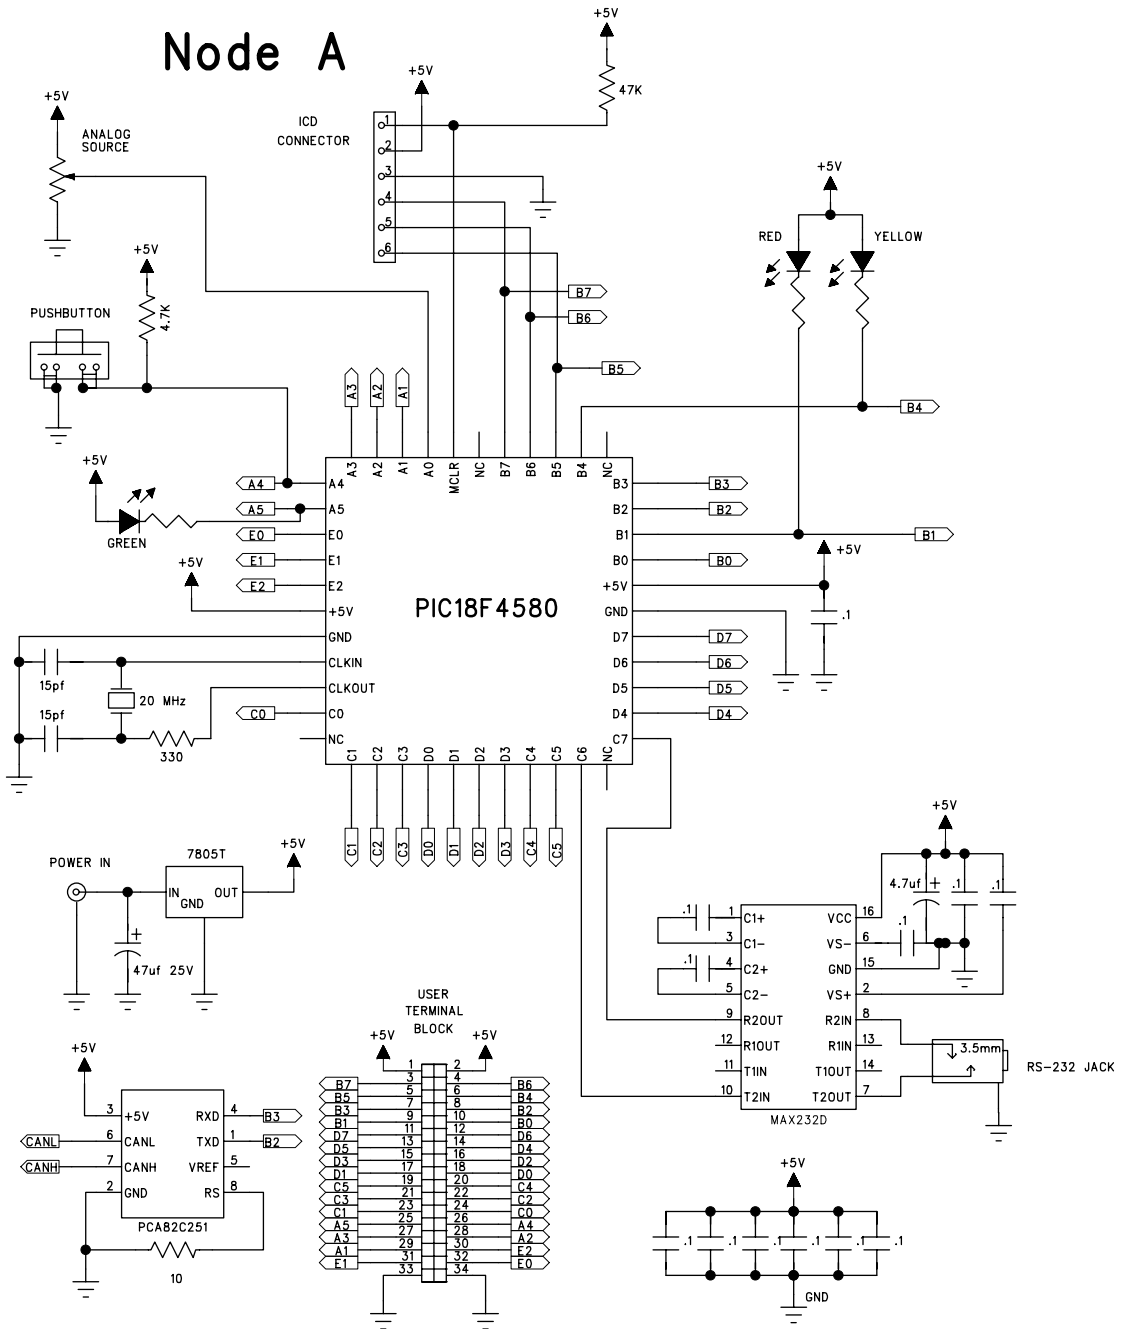 Node A
+5V
47K
+5V
ICD
CONNECTOR
1
2
3
4
5
6
+5V
ANALOG
SOURCE
+5V
4.7K
PUSHBUTTON
+5V
RED
YELLOW
B7
B6
B5
B4
A3
A2
A1
A3
A2
A1
A0
MCLR
NC
B7
B6
B5
B4
NC
+5V
GREEN
A4
A5
E0
E1
E2
+5V
A4
A5
E0
E1
E2
+5V
GND
CLKIN
CLKOUT
C0
NC
PIC18F4580
B3
B2
B1
B0
+5V
GND
D7
D6
D5
D4
C7
B3
B2
B1
B0
+5V
.1
D7
D6
D5
D4
15pf
15pf
20 MHz
C0
330
C1
C2
C3
D0
D1
D2
D3
C4
C5
C6
NC
C1
C2
C3
D0
D1
D2
D3
C4
C5
POWER IN
7805T
IN
OUT
GND
+5V
47uf 25V
+
+5V
4.7uf
+
.1
.1
.1
.1
.1
1
3
4
5
9
12
11
10
C1+
C1-
C2+
C2-
R2OUT
R1OUT
T1IN
T2IN
VCC
VS-
GND
VS+
R2IN
R1IN
T1OUT
T2OUT
16
6
15
2
8
13
14
7
MAX232D
3.5mm
RS-232 JACK
+5V
3
6
7
2
+5V
CANL
CANH
GND
RXD
TXD
VREF
RS
4
1
5
8
B3
B2
CANL
CANH
PCA82C251
10
USER
TERMINAL
BLOCK
+5V
+5V
1 2
3 4
B7 B6
5 6
B5 B4
7 8
B3 B2
9 10
B1 B0
11 12
D7 D6
13 14
D5 D4
15 16
D3 D2
17 18
D1 D0
19 20
C5 C4
21 22
C3 C2
23 24
C1 C0
25 26
A5 A4
27 28
A3 A2
29 30
A1 E2
31 32
E1 E0
33 34
+5V
.1
.1
.1
.1
.1
.1
GND